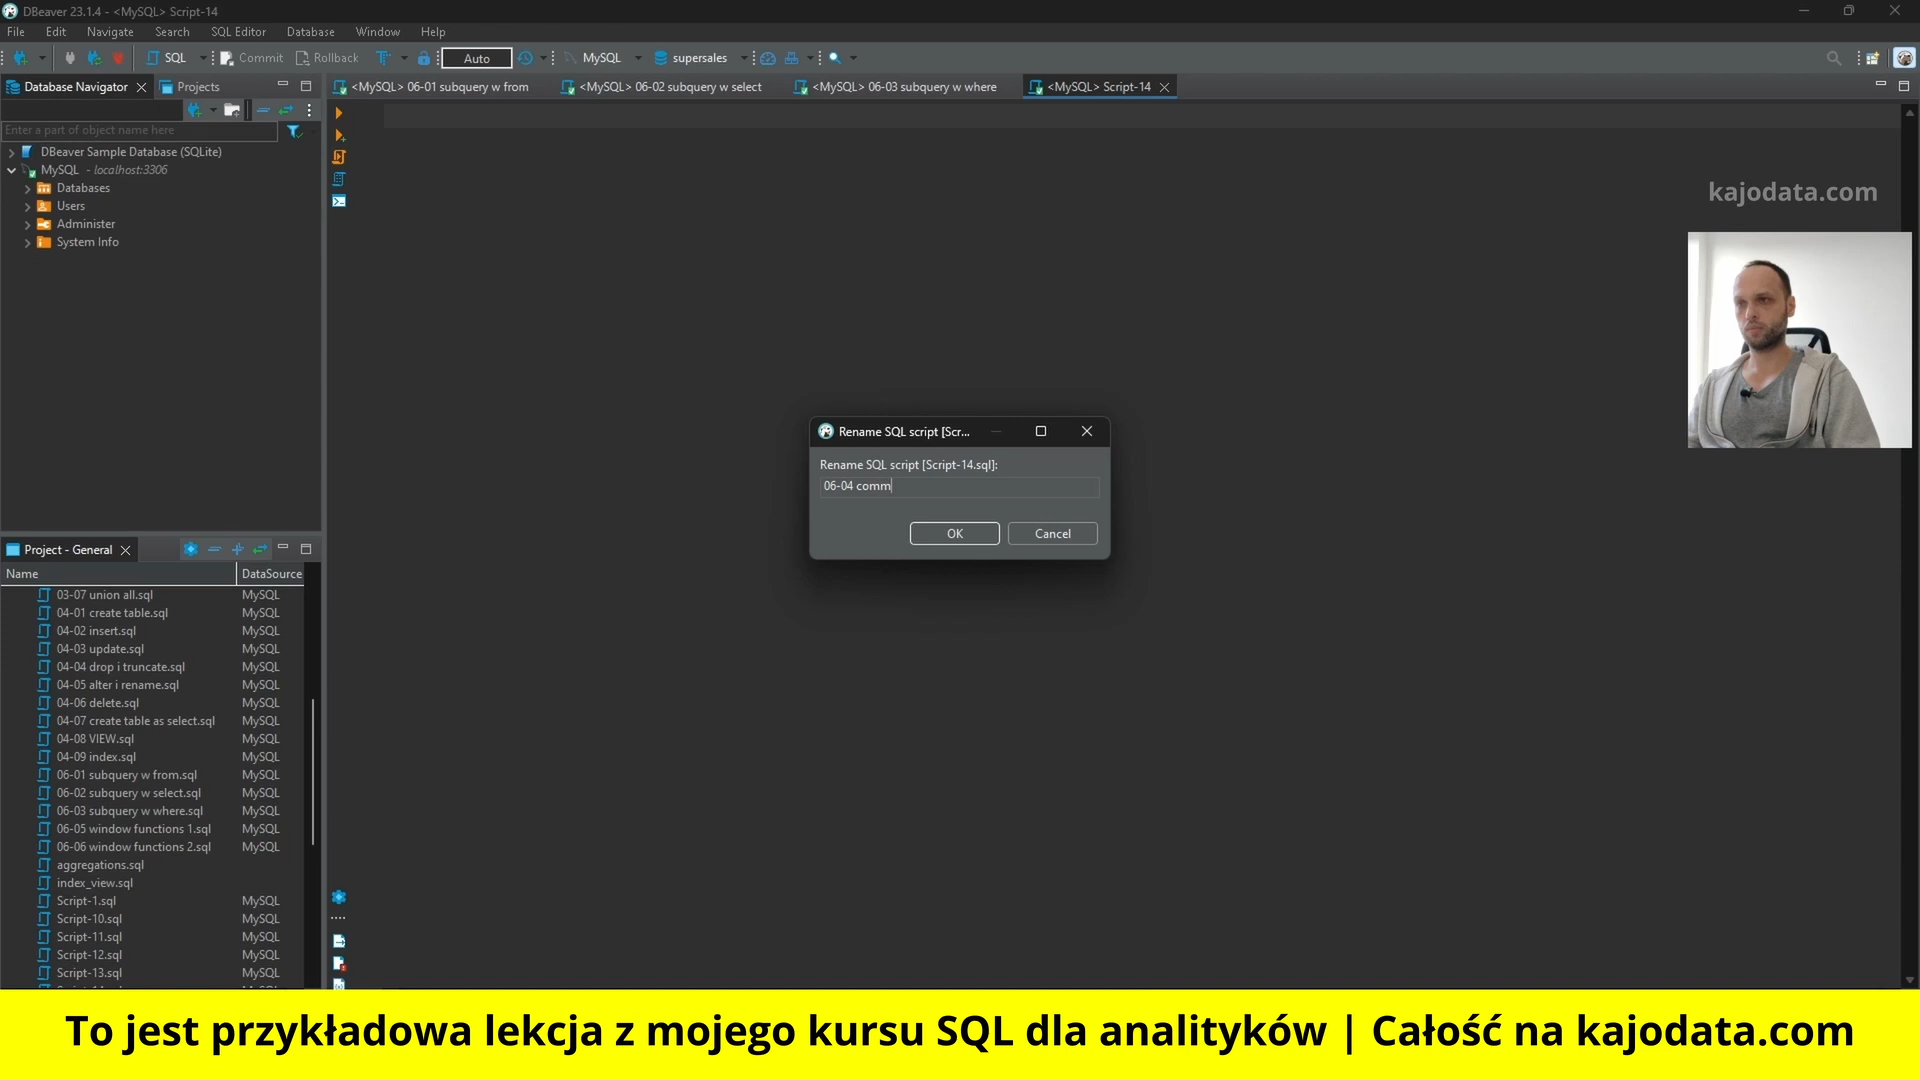 DBeaver 23.1.4 - <MySQL> Script-14
File Edit Navigate Search SQL Editor Database Window Help
SQL Commit Rollback Auto MySQL supersales
Database Navigator Projects
<MySQL> 06-01 subquery w from <MySQL> 06-02 subquery w select <MySQL> 06-03 subquery w where <MySQL> Script-14
Enter a part of object name here
DBeaver Sample Database (SQLite)
MySQL - localhost:3306
Databases
Users
Administer
System Info
kajodata.com
Rename SQL script [Scr...
Rename SQL script [Script-14.sql]:
06-04 comm
OK Cancel
Project - General
Name DataSource
03-07 union all.sql MySQL
04-01 create table.sql MySQL
04-02 insert.sql MySQL
04-03 update.sql MySQL
04-04 drop i truncate.sql MySQL
04-05 alter i rename.sql MySQL
04-06 delete.sql MySQL
04-07 create table as select.sql MySQL
04-08 VIEW.sql MySQL
04-09 index.sql MySQL
06-01 subquery w from.sql MySQL
06-02 subquery w select.sql MySQL
06-03 subquery w where.sql MySQL
06-05 window functions 1.sql MySQL
06-06 window functions 2.sql MySQL
aggregations.sql
index_view.sql
Script-1.sql MySQL
Script-10.sql MySQL
Script-11.sql MySQL
Script-12.sql MySQL
Script-13.sql MySQL
To jest przykładowa lekcja z mojego kursu SQL dla analityków | Całość na kajodata.com